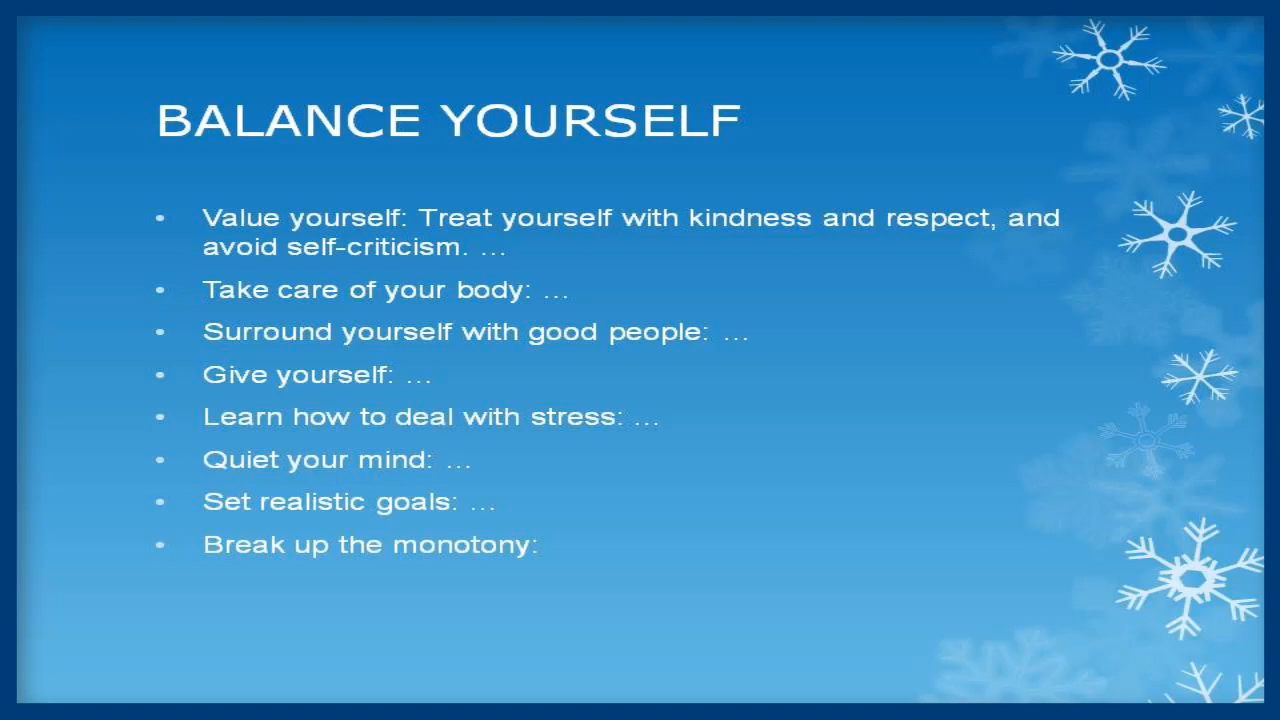 BALANCE YOURSELF
• Value yourself: Treat yourself with kindness and respect, and
avoid self-criticism. ...
• Take care of your body: ...
• Surround yourself with good people: ...
• Give yourself: ...
• Learn how to deal with stress: ...
• Quiet your mind: ...
• Set realistic goals: ...
• Break up the monotony: